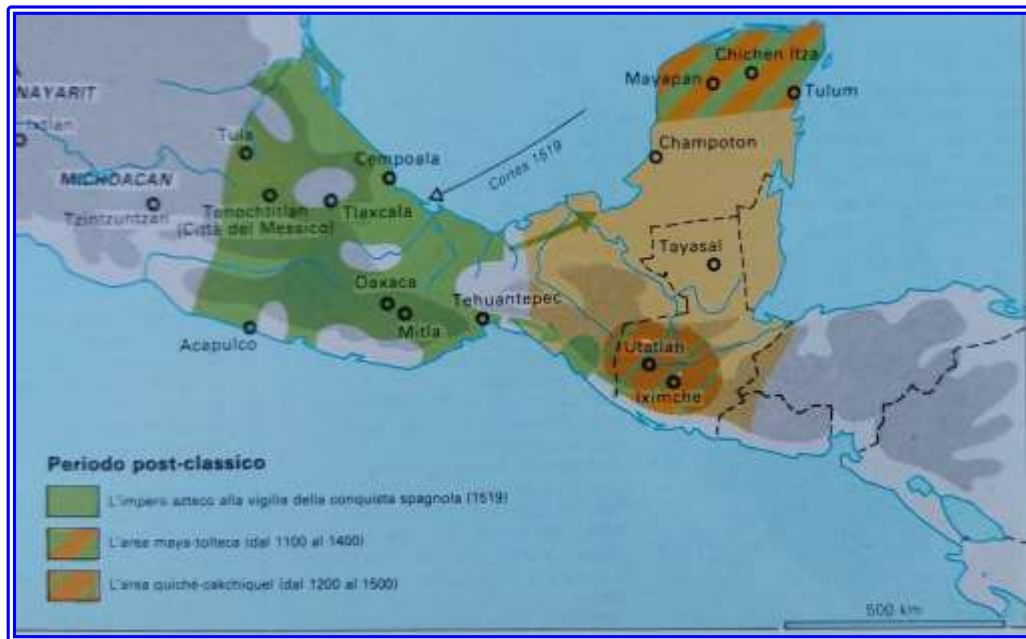 Chichen Itza
Mayapan
Tulum
NAYARIT
Ixtlan
Champoton
Tula
Cempoala
Cortés 1519
MICHOACAN
Tzintzuntzan
Tenochtitlan
(Città del Messico)
Tlaxcala
Tayasal
Oaxaca
Mitla
Tehuantepec
Acapulco
Utatlan
Iximche
Periodo post-classico
L'impero azteco alla vigilia della conquista spagnola (1519)
L'area maya-tolteca (dal 1100 al 1400)
L'area quiché-cakchiquel (dal 1200 al 1500)
500 km